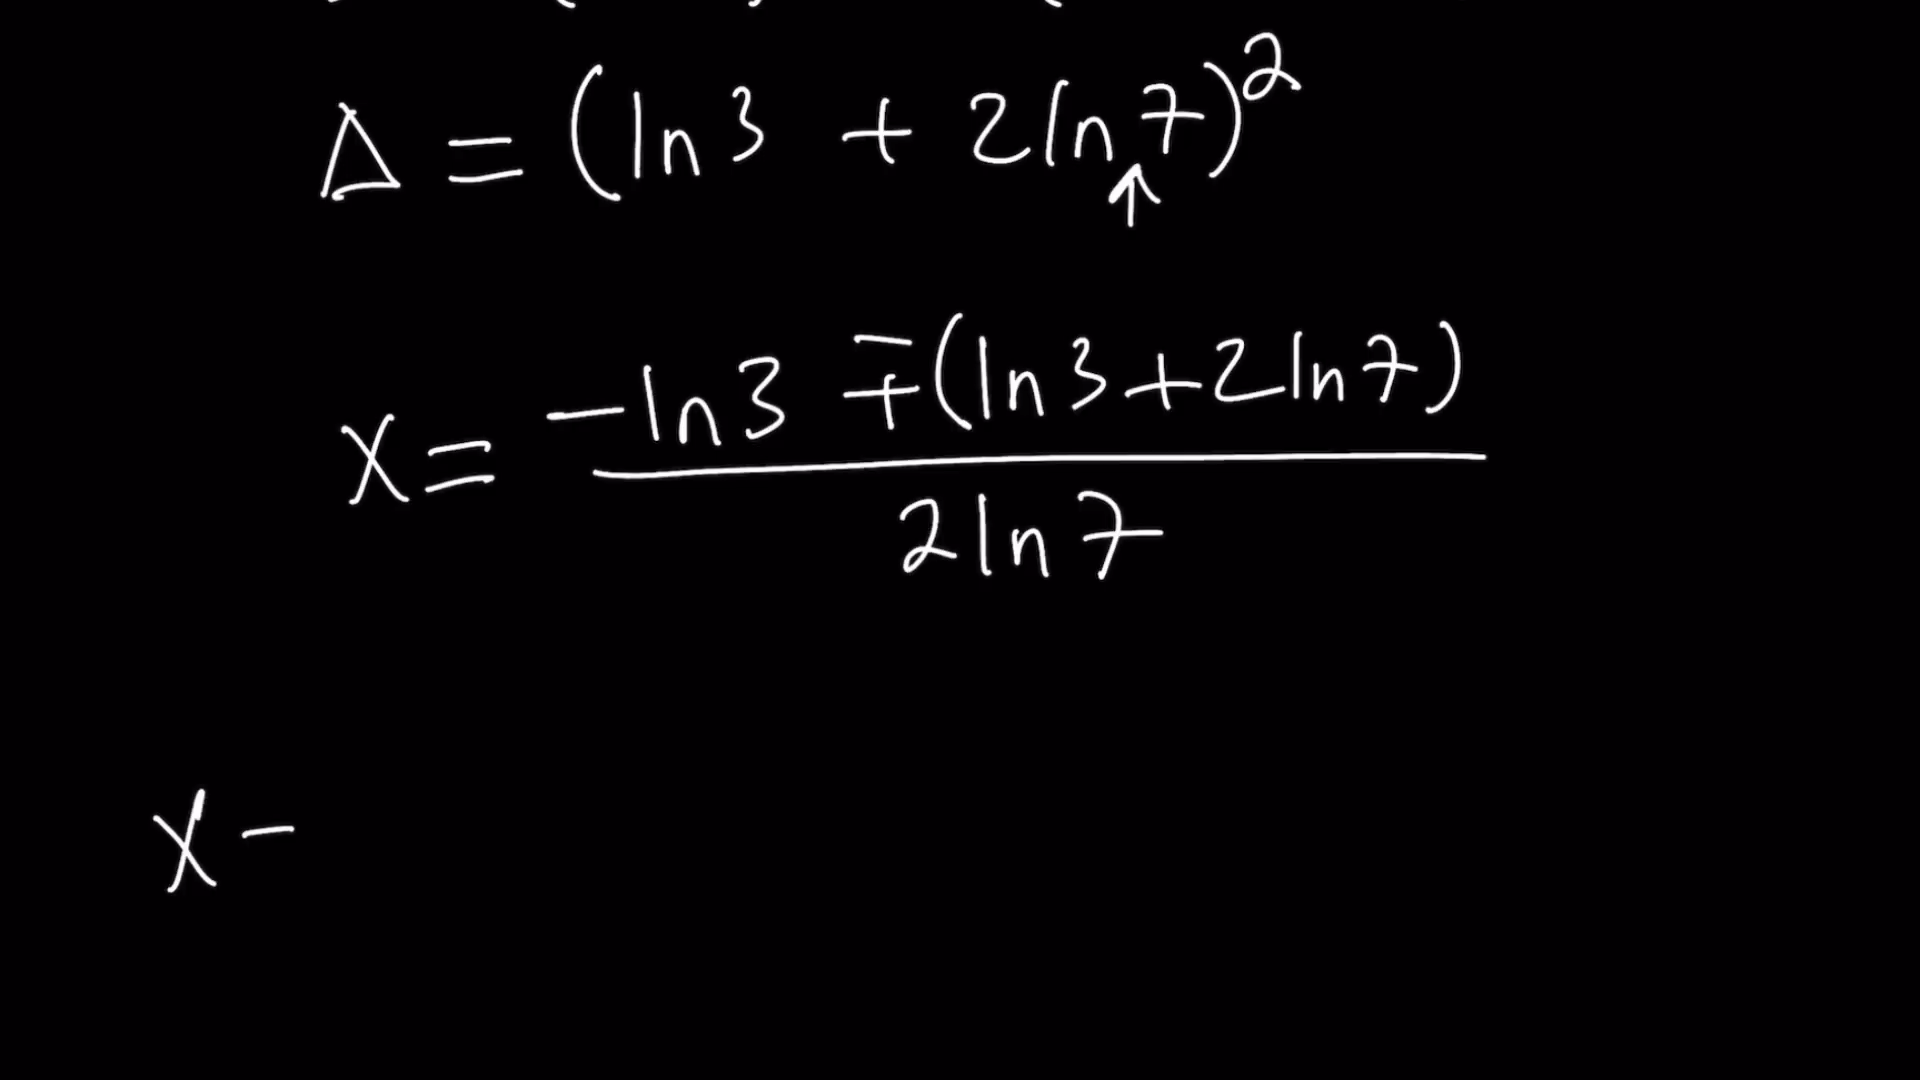 Δ = (ln3 + 2ln7)²
x = (-ln3 ∓ (ln3+2ln7)) / 2ln7
x -